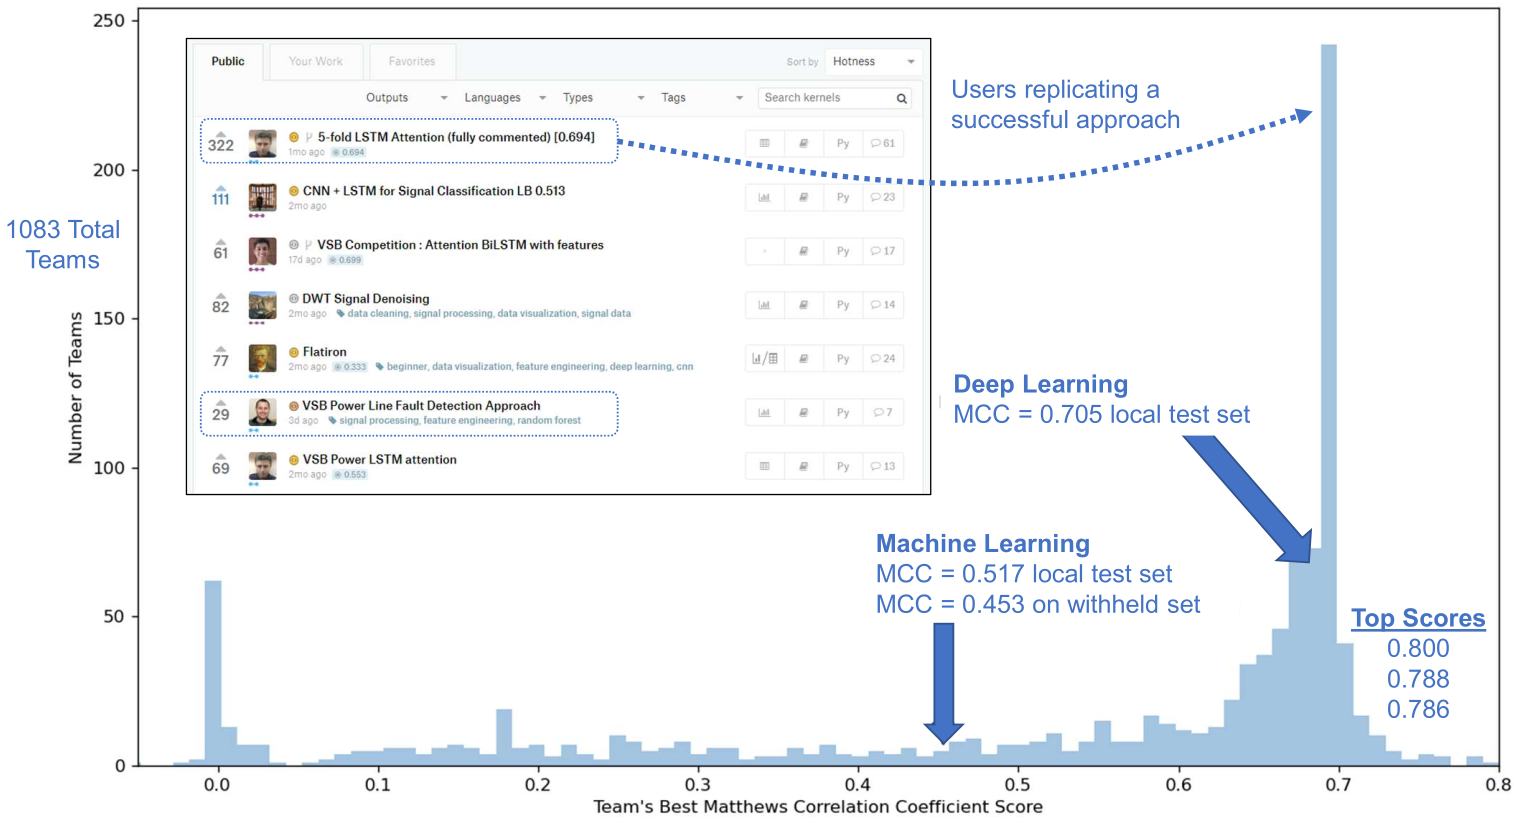 250
200
150
100
50
0
Number of Teams
1083 Total
Teams
Public
Your Work
Favorites
Sort by
Hotness
Outputs
Languages
Types
Tags
Search kernels
322
5-fold LSTM Attention (fully commented) [0.694]
1mo ago
0.694
Py
61
111
CNN + LSTM for Signal Classification LB 0.513
2mo ago
Py
23
61
VSB Competition : Attention BiLSTM with features
17d ago
0.699
Py
17
82
DWT Signal Denoising
2mo ago
data cleaning, signal processing, data visualization, signal data
Py
14
77
Flatiron
2mo ago
0.333
beginner, data visualization, feature engineering, deep learning, cnn
Py
24
29
VSB Power Line Fault Detection Approach
3d ago
signal processing, feature engineering, random forest
Py
7
69
VSB Power LSTM attention
2mo ago
0.553
Py
13
Users replicating a
successful approach
Deep Learning
MCC = 0.705 local test set
Machine Learning
MCC = 0.517 local test set
MCC = 0.453 on withheld set
Top Scores
0.800
0.788
0.786
0.0
0.1
0.2
0.3
0.4
0.5
0.6
0.7
0.8
Team's Best Matthews Correlation Coefficient Score